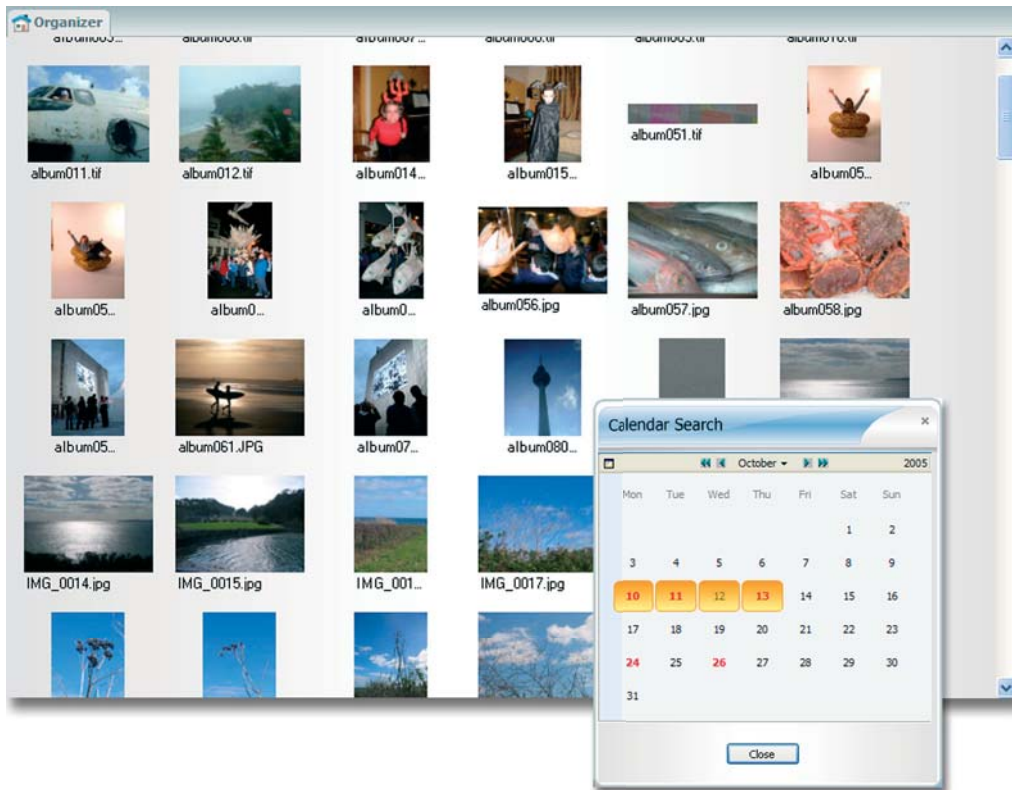 Organizer
album011.tif
album012.tif
album014...
album015...
album051.tif
album05...
album05...
album0...
album0...
album056.jpg
album057.jpg
album058.jpg
album05...
album061.JPG
album07...
album080...
IMG_0014.jpg
IMG_0015.jpg
IMG_001...
IMG_0017.jpg
Calendar Search
October 2005
Mon Tue Wed Thu Fri Sat Sun
1 2
3 4 5 6 7 8 9
10 11 12 13 14 15 16
17 18 19 20 21 22 23
24 25 26 27 28 29 30
31
Close